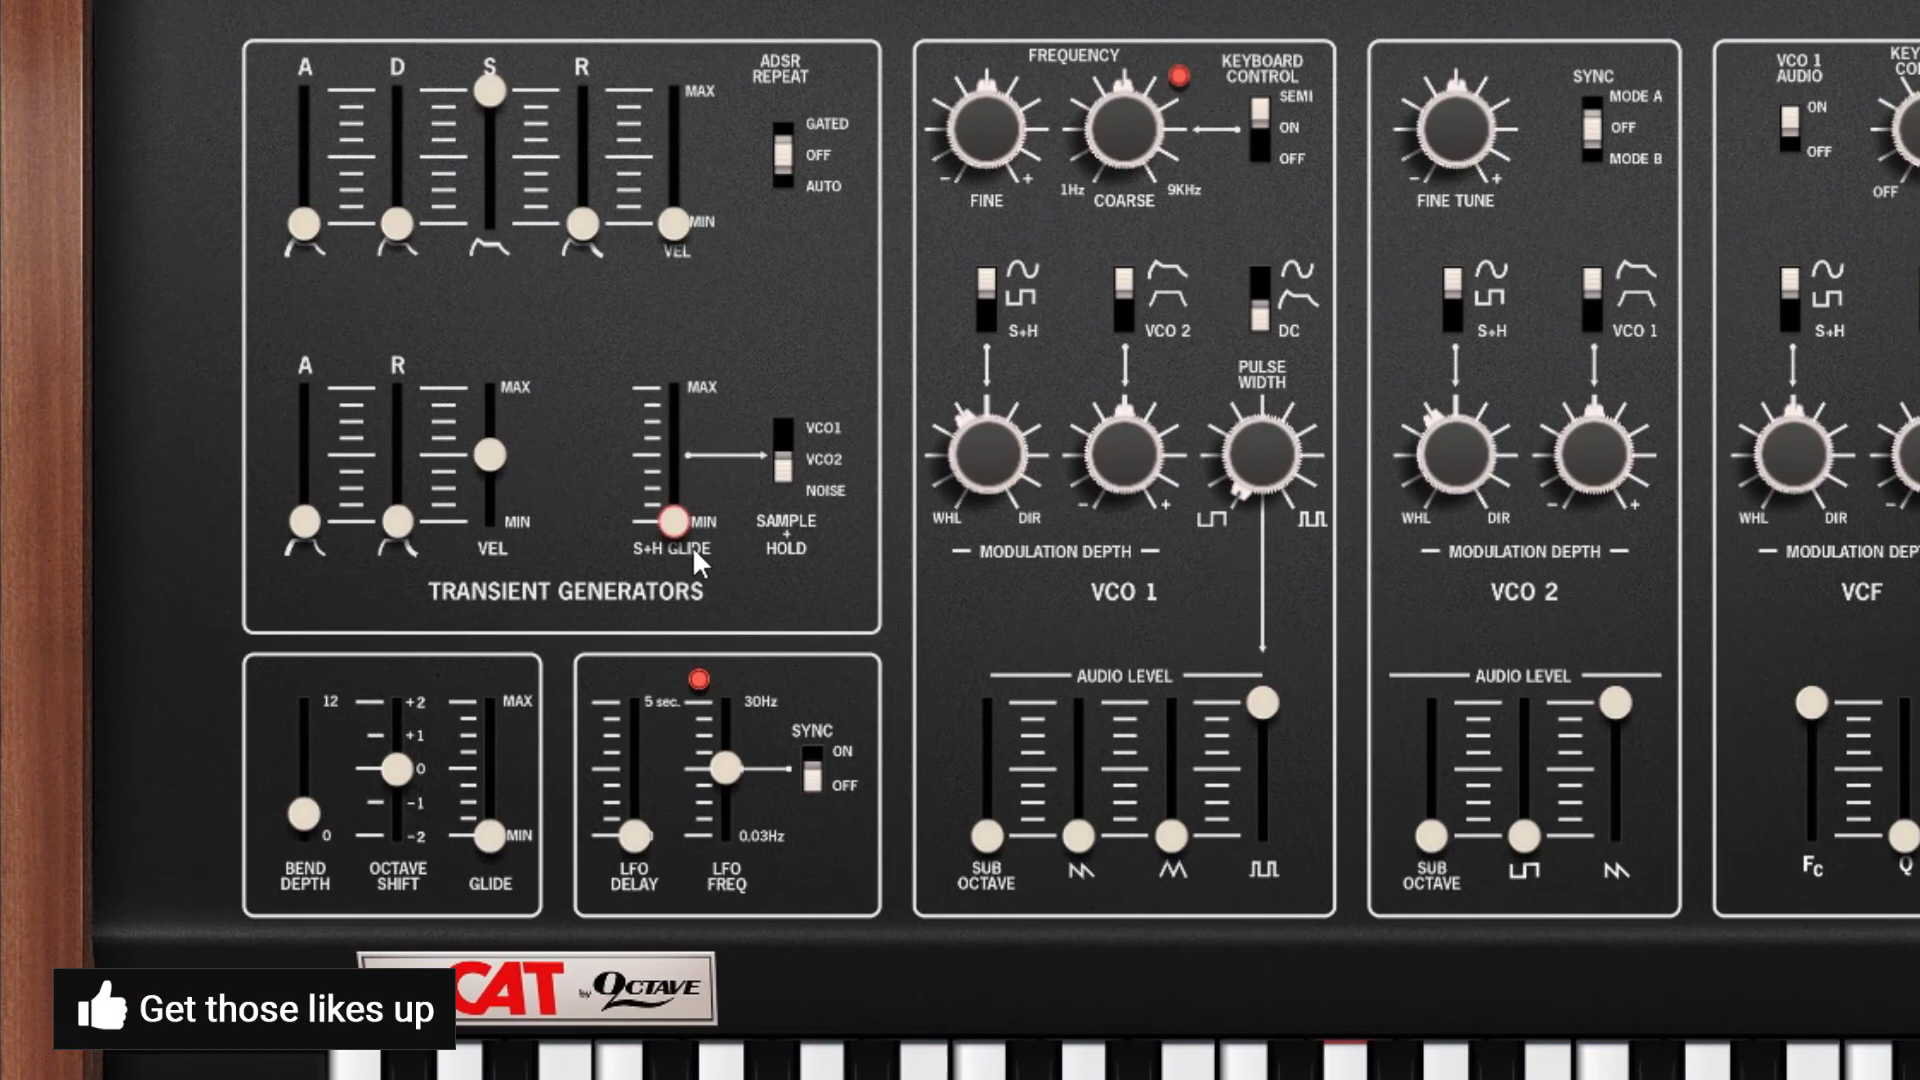 A D S R
MAX
MIN
VEL
ADSR
REPEAT
GATED
OFF
AUTO
A R
MAX
MIN
VEL
MAX
MIN
S+H GLIDE
VCO1
VCO2
NOISE
SAMPLE
+
HOLD
TRANSIENT GENERATORS
12
0
BEND
DEPTH
+2
+1
0
-1
-2
OCTAVE
SHIFT
MAX
MIN
GLIDE
5 sec.
LFO
DELAY
30Hz
0.03Hz
LFO
FREQ
SYNC
ON
OFF
FREQUENCY
- +
FINE
1Hz 9KHz
COARSE
KEYBOARD
CONTROL
SEMI
ON
OFF
S+H
VCO 2
DC
PULSE
WIDTH
WHL DIR
- +
MODULATION DEPTH
VCO 1
AUDIO LEVEL
SUB
OCTAVE
- +
FINE TUNE
SYNC
MODE A
OFF
MODE B
S+H
VCO 1
WHL DIR
- +
MODULATION DEPTH
VCO 2
AUDIO LEVEL
SUB
OCTAVE
VCO 1
AUDIO
ON
OFF
OFF
S+H
WHL DIR
-
MODULATION
VCF
Fc
Q
CAT by OCTAVE
Get those likes up